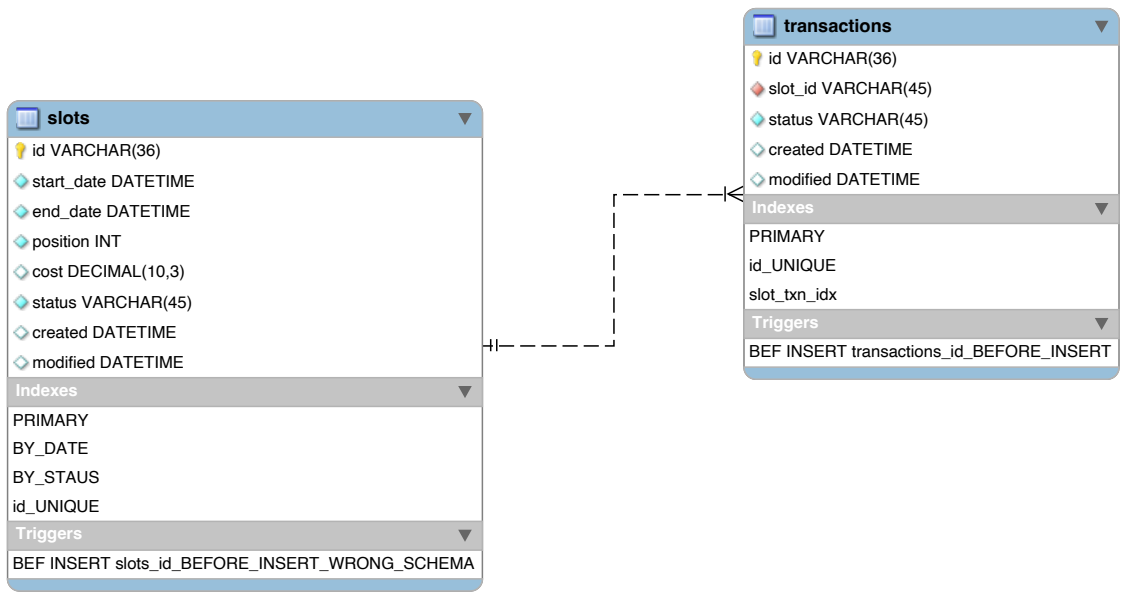 slots
id VARCHAR(36)
start_date DATETIME
end_date DATETIME
position INT
cost DECIMAL(10,3)
status VARCHAR(45)
created DATETIME
modified DATETIME
Indexes
PRIMARY
BY_DATE
BY_STAUS
id_UNIQUE
Triggers
BEF INSERT slots_id_BEFORE_INSERT_WRONG_SCHEMA
transactions
id VARCHAR(36)
slot_id VARCHAR(45)
status VARCHAR(45)
created DATETIME
modified DATETIME
Indexes
PRIMARY
id_UNIQUE
slot_txn_idx
Triggers
BEF INSERT transactions_id_BEFORE_INSERT